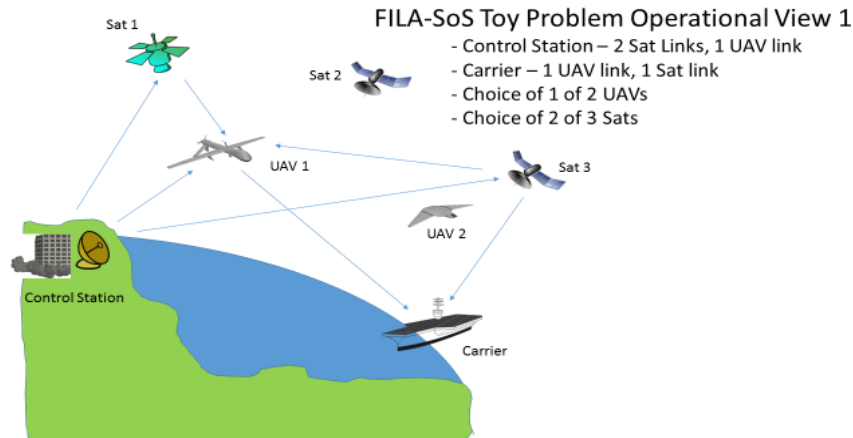 FILA-SoS Toy Problem Operational View 1
- Control Station – 2 Sat Links, 1 UAV link
- Carrier – 1 UAV link, 1 Sat link
- Choice of 1 of 2 UAVs
- Choice of 2 of 3 Sats
Sat 1
Sat 2
UAV 1
Sat 3
UAV 2
Control Station
Carrier